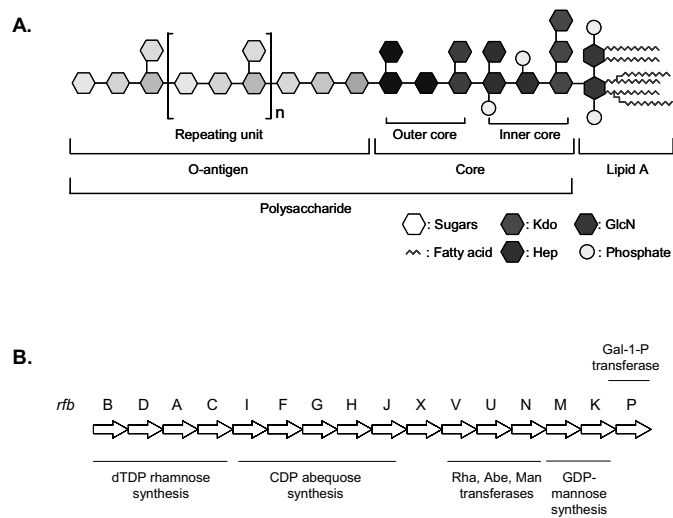 A.
n
Repeating unit
Outer core
Inner core
O-antigen
Core
Lipid A
Polysaccharide
: Sugars
: Kdo
: GlcN
: Fatty acid
: Hep
: Phosphate
B.
Gal-1-P
transferase
rfb B D A C I F G H J X V U N M K P
dTDP rhamnose
synthesis
CDP abequose
synthesis
Rha, Abe, Man
transferases
GDP-
mannose
synthesis